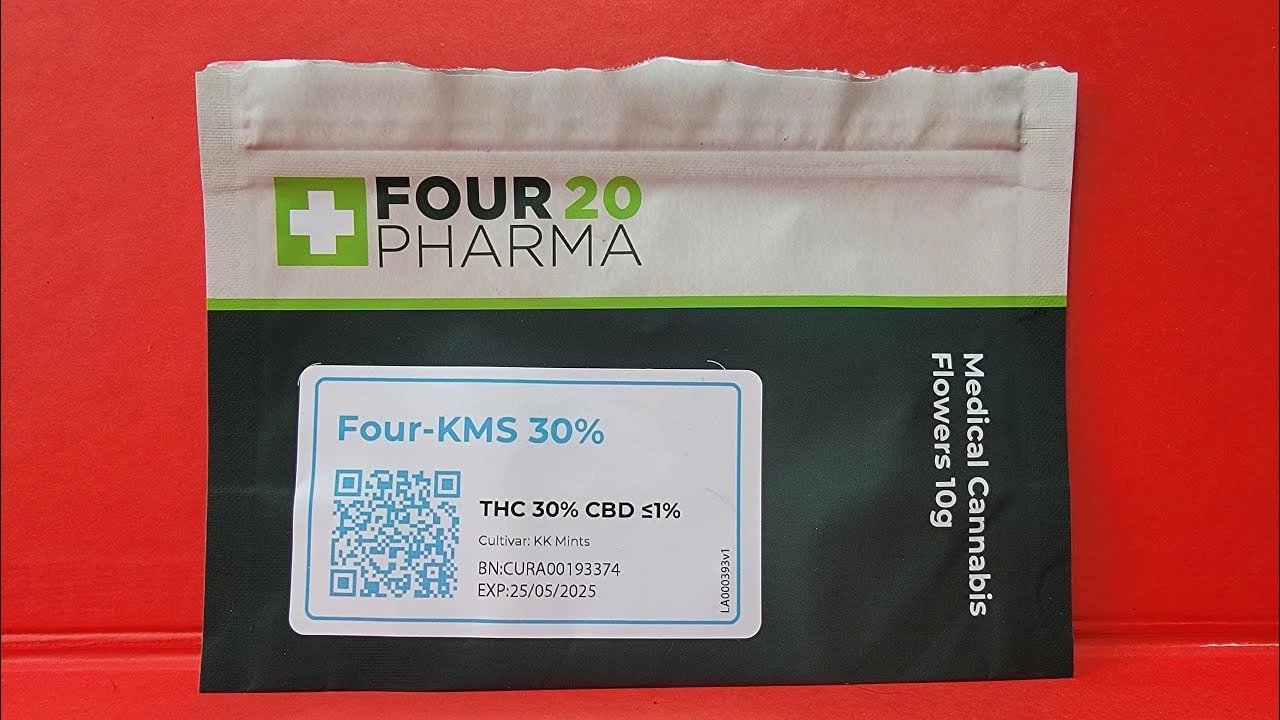 FOUR 20
PHARMA
Medical Cannabis
Flowers 10g
Four-KMS 30%
THC 30% CBD ≤1%
Cultivar: KK Mints
BN:CURA00193374
EXP:25/05/2025
LA000393v1